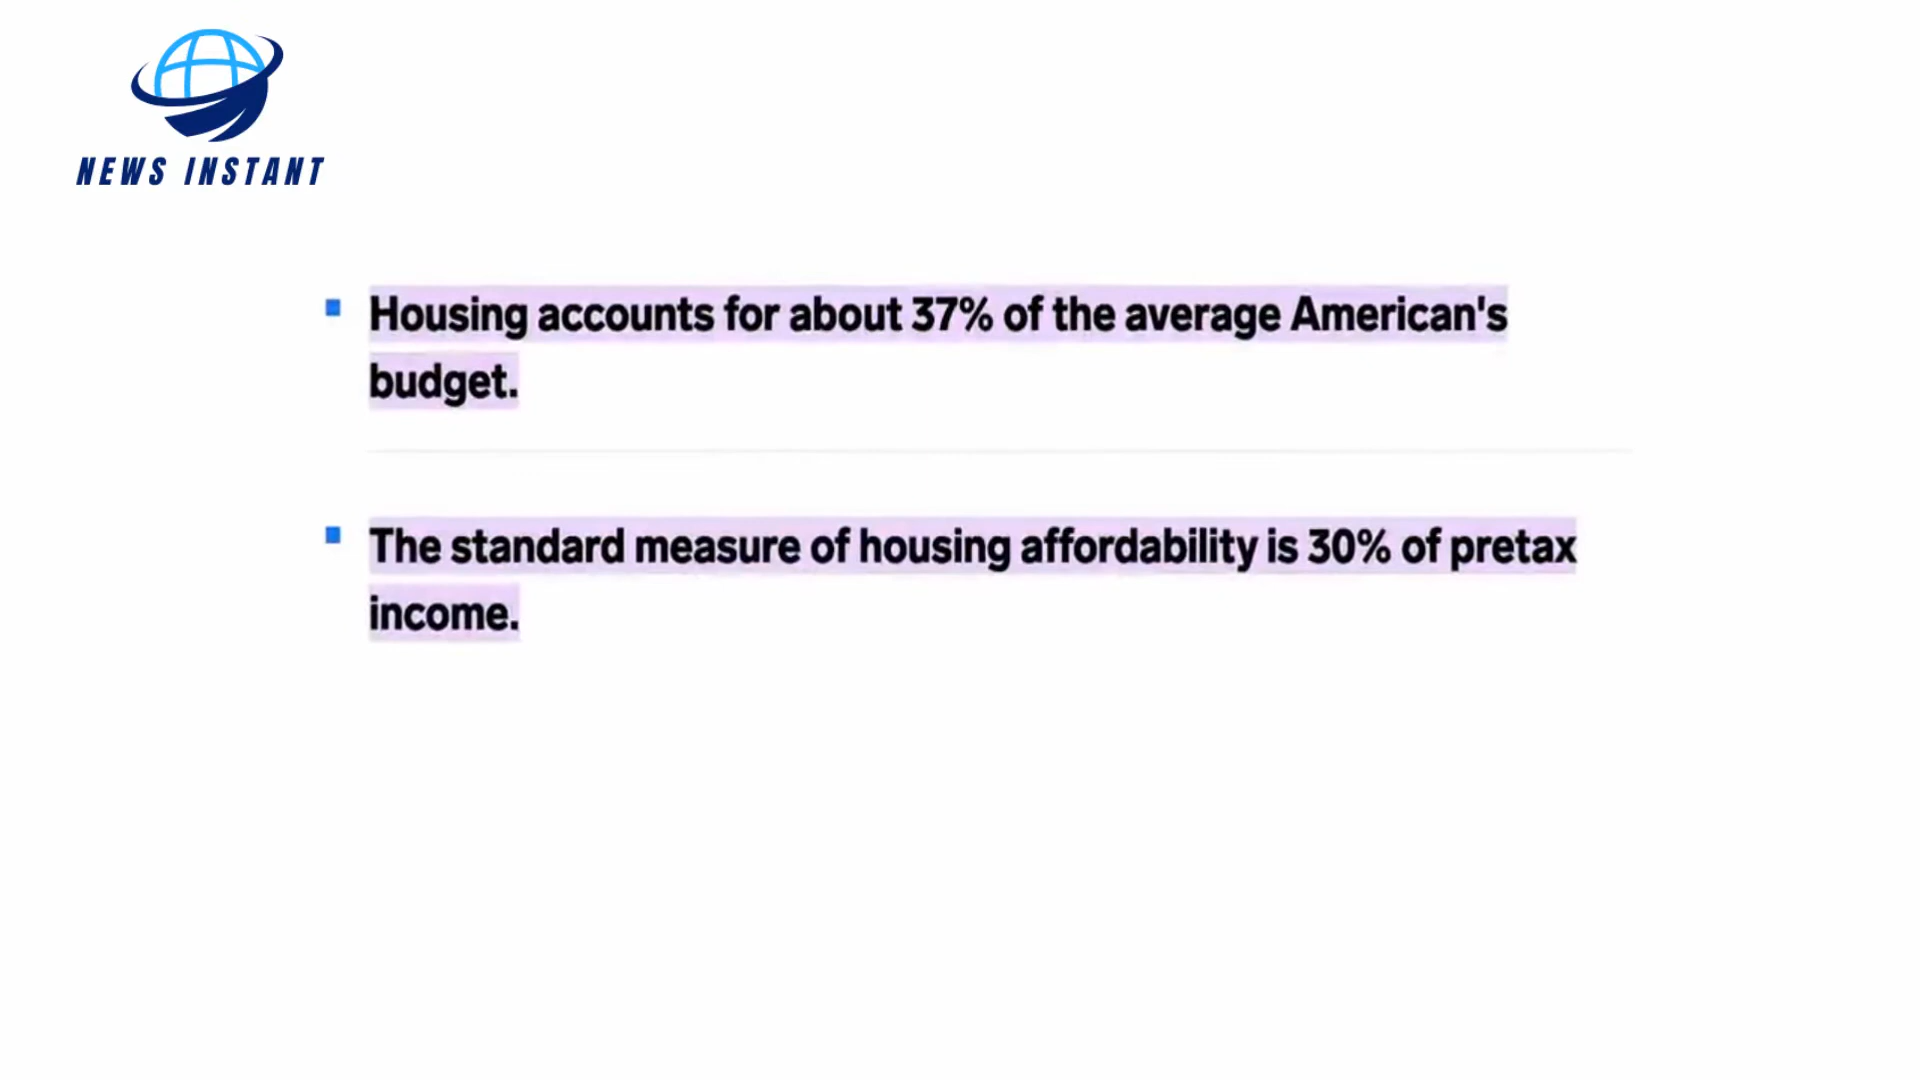 NEWS INSTANT
Housing accounts for about 37% of the average American's
budget.
The standard measure of housing affordability is 30% of pretax
income.